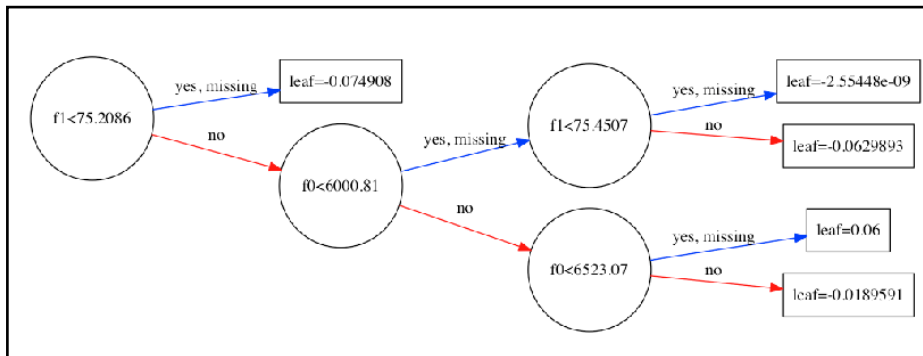 f1<75.2086
yes, missing
leaf=-0.074908
no
f0<6000.81
yes, missing
f1<75.4507
yes, missing
leaf=-2.55448e-09
no
leaf=-0.0629893
no
f0<6523.07
yes, missing
leaf=0.06
no
leaf=-0.0189591